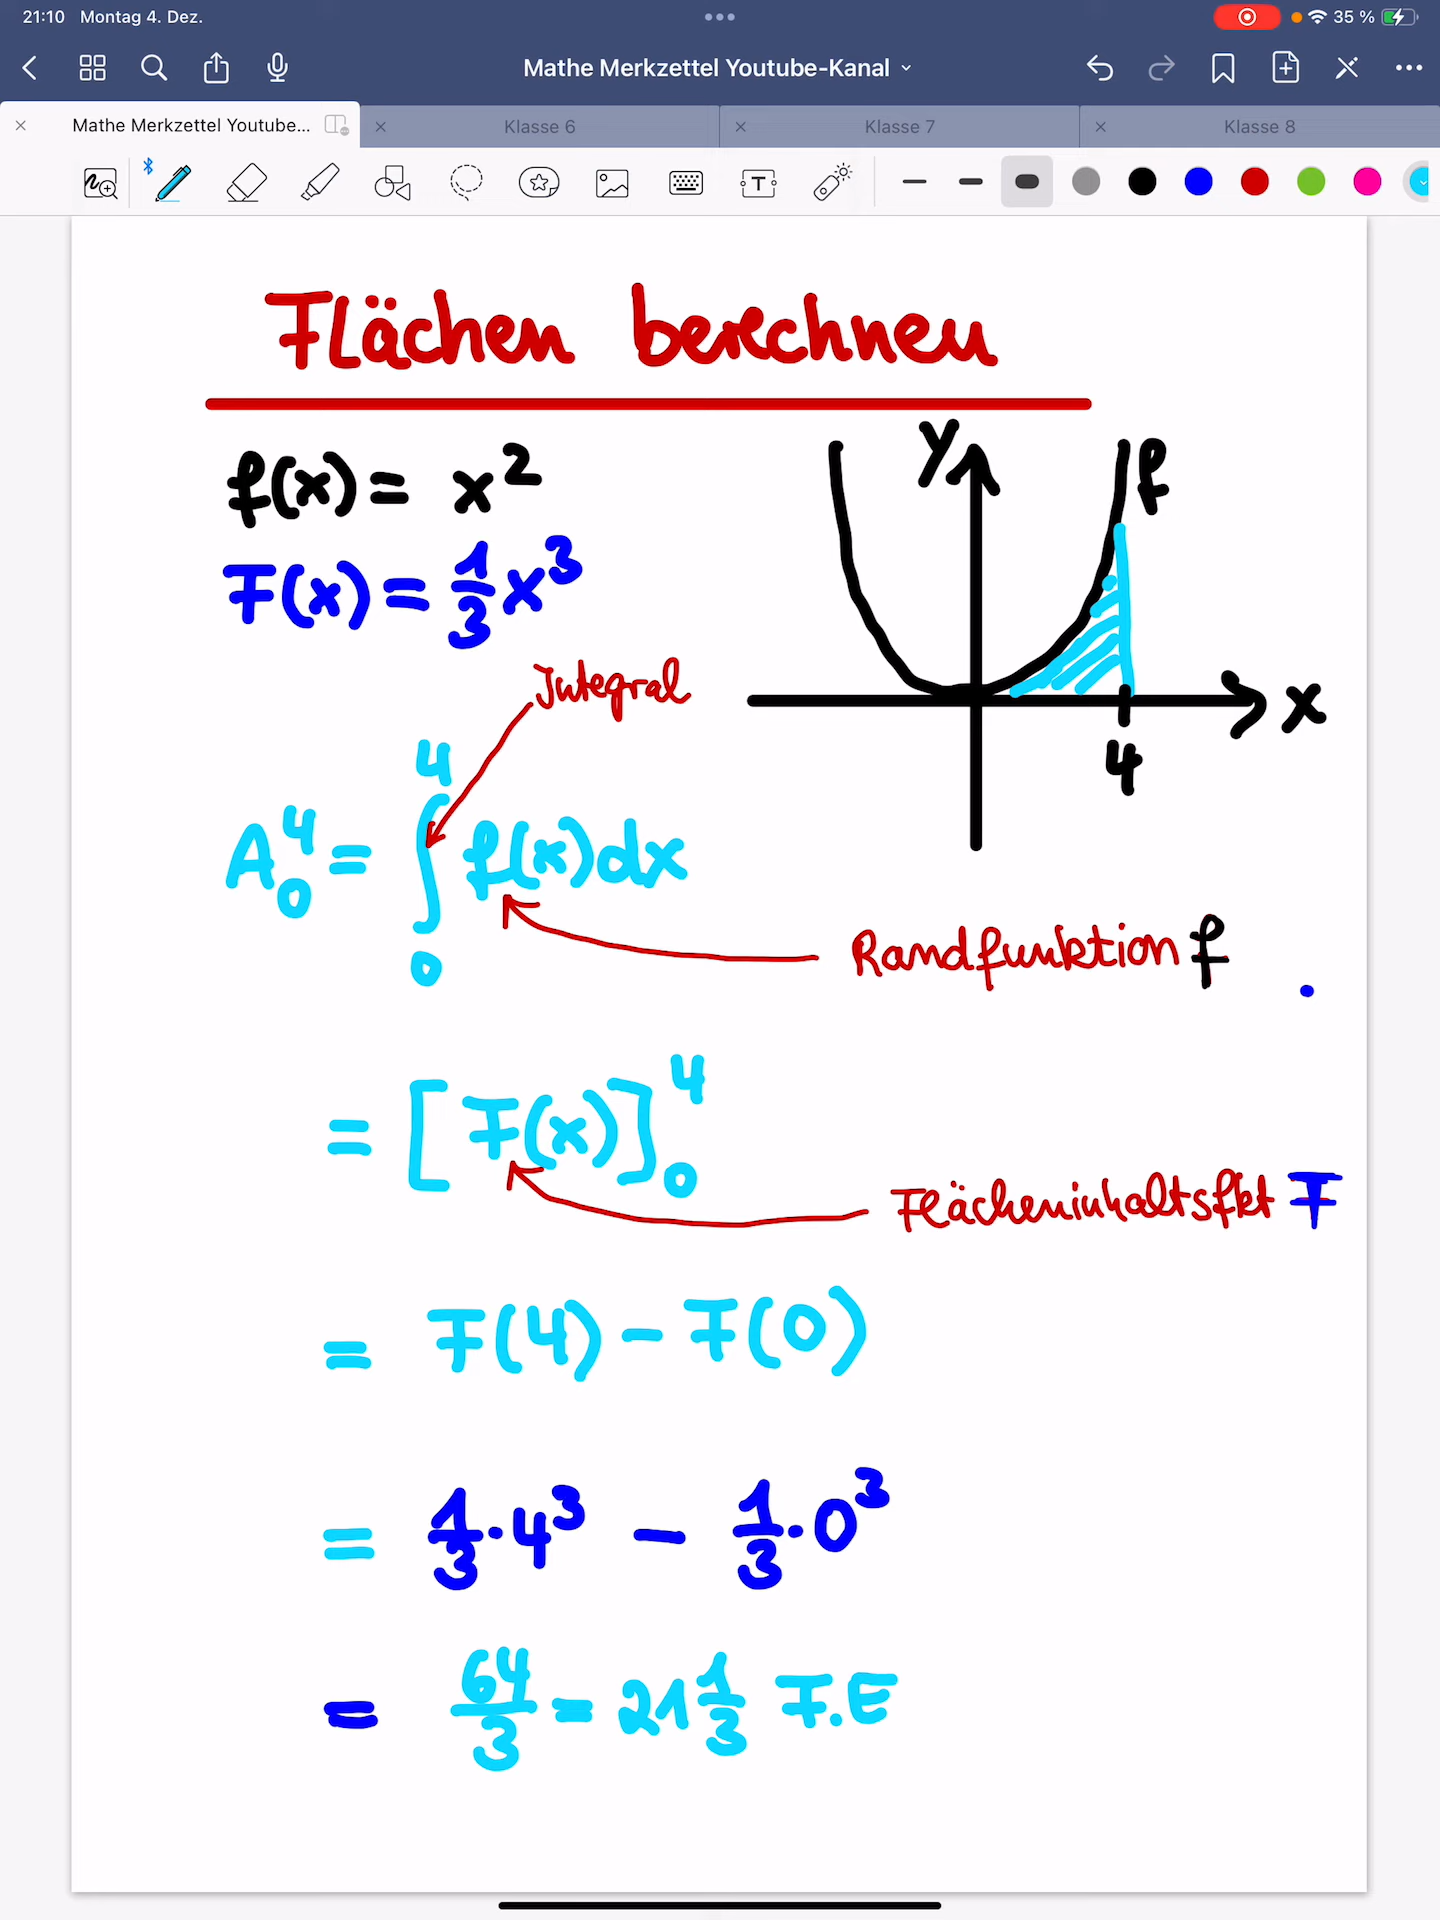 21:10 Montag 4. Dez. 35 %
Mathe Merkzettel Youtube-Kanal
Mathe Merkzettel Youtube... Klasse 6 Klasse 7 Klasse 8
T
Flächen berechnen
f(x) = x²
F(x) = 1/3 x³
y
f
x
4
Integral
A₀⁴ = ∫₀⁴ f(x)dx
Randfunktion f
= [F(x)]₀⁴
Flächeninhaltsfkt F
= F(4) - F(0)
= 1/3 · 4³ - 1/3 · 0³
= 64/3 = 21 1/3 F.E